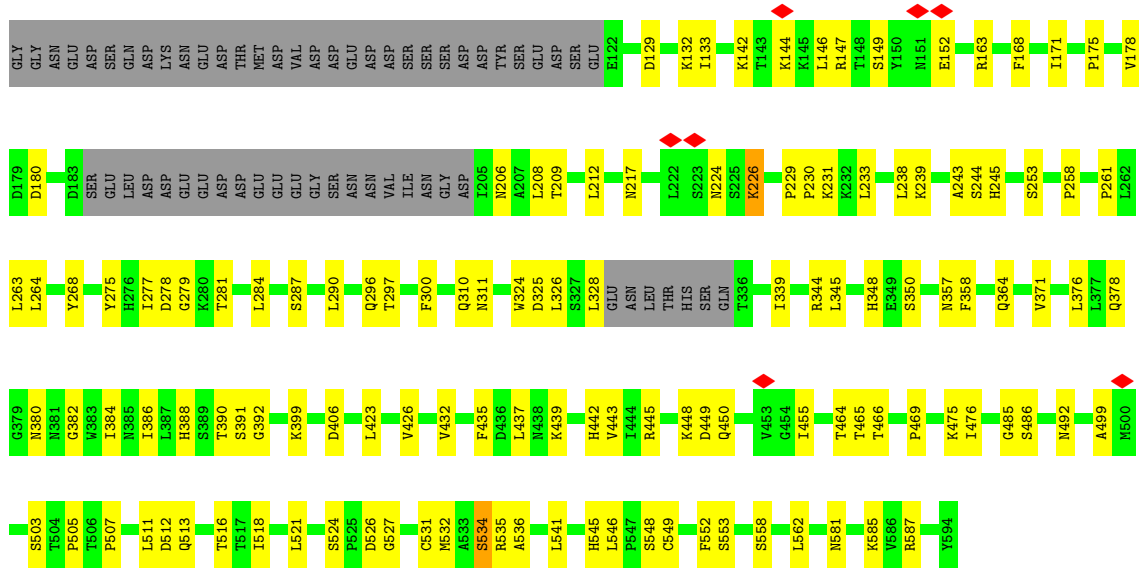 GLY GLY ASN GLU ASP SER GLN ASP LYS ASN GLU ASP THR MET ASP VAL ASP ASP GLU ASP ASP SER SER SER ASP ASP TYR SER GLU ASP SER GLU E122 D129 K132 I133 K142 T143 K144 K145 L146 R147 T148 S149 Y150 N151 E152 R163 F168 I171 P175 V178
D179 D180 D183 SER GLU LEU ASP ASP GLU GLU ASP ASP GLU GLU GLU GLY SER ASN ASN VAL ILE ASN GLY ASP I205 N206 A207 L208 T209 L212 N217 L222 S223 N224 S225 K226 P229 P230 K231 K232 L233 L238 K239 A243 S244 H245 S253 P258 P261 L262
L263 L264 Y268 Y275 H276 I277 D278 G279 K280 T281 L284 S287 L290 Q296 T297 F300 Q310 N311 W324 D325 L326 S327 L328 GLU ASN LEU THR HIS SER GLN T336 I339 R344 L345 H348 E349 S350 N357 F358 Q364 V371 L376 L377 Q378
G379 N380 N381 G382 W383 I384 N385 I386 L387 H388 S389 T390 S391 G392 K399 D406 L423 V426 V432 F435 D436 L437 N438 K439 H442 V443 I444 R445 K448 D449 Q450 V453 G454 I455 T464 T465 T466 P469 K475 I476 G485 S486 N492 A499 M500
S503 T504 P505 T506 P507 L511 D512 Q513 T516 T517 I518 L521 S524 P525 D526 G527 C531 M532 A533 S534 R535 A536 L541 H545 L546 P547 S548 C549 F552 S553 S558 L562 N581 K585 V586 R587 Y594